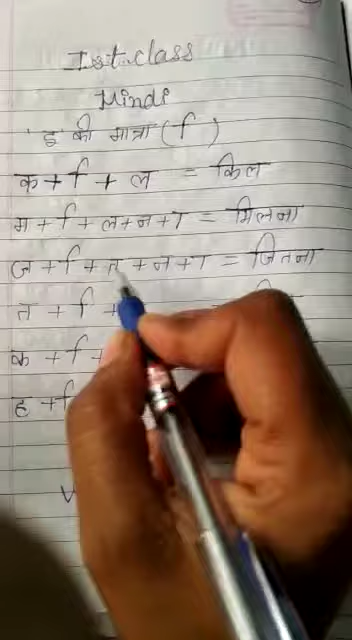 Ist class
Hindi
'इ' की मात्रा ( ि )
क + ि + ल = किल
म + ि + ल + न + ा = मिलना
ज + ि + त + न + ा = जितना
त + ि +
क + ि +
ह + ि